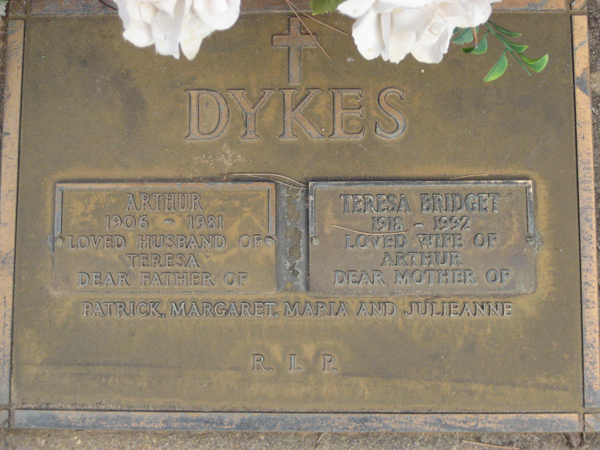 DYKES
ARTHUR
1906 - 1981
LOVED HUSBAND OF
TERESA
DEAR FATHER OF
TERESA BRIDGET
1918 - 1992
LOVED WIFE OF
ARTHUR
DEAR MOTHER OF
PATRICK, MARGARET, MARIA AND JULIEANNE
R. I. P.